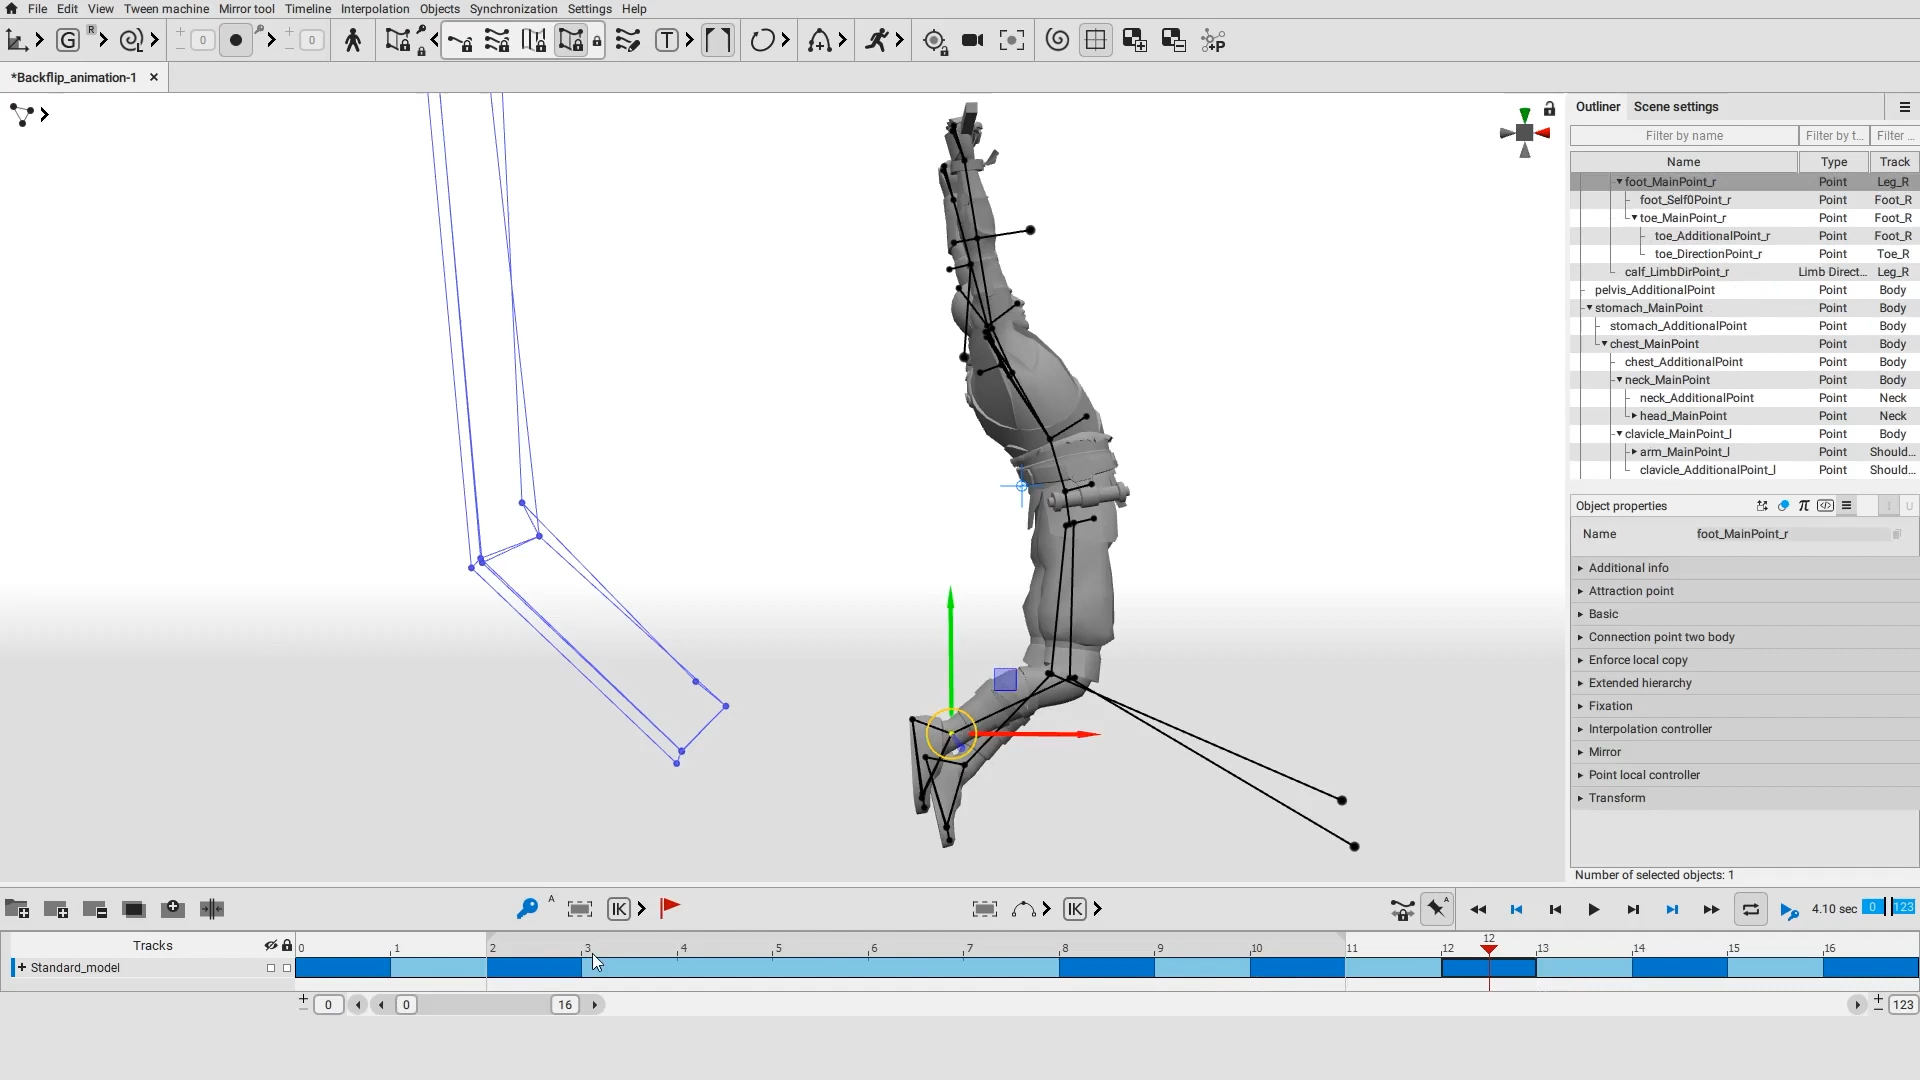 File Edit View Tween machine Mirror tool Timeline Interpolation Objects Synchronization Settings Help
G R 0 0 T +P
*Backflip_animation-1
Outliner Scene settings
Filter by name Filter by t... Filter ...
Name Type Track
foot_MainPoint_r Point Leg_R
foot_Self0Point_r Point Foot_R
toe_MainPoint_r Point Foot_R
toe_AdditionalPoint_r Point Foot_R
toe_DirectionPoint_r Point Toe_R
calf_LimbDirPoint_r Limb Direct... Leg_R
pelvis_AdditionalPoint Point Body
stomach_MainPoint Point Body
stomach_AdditionalPoint Point Body
chest_MainPoint Point Body
chest_AdditionalPoint Point Body
neck_MainPoint Point Body
neck_AdditionalPoint Point Neck
head_MainPoint Point Neck
clavicle_MainPoint_l Point Body
arm_MainPoint_l Point Should...
clavicle_AdditionalPoint_l Point Should...
Object properties
Name foot_MainPoint_r
Additional info
Attraction point
Basic
Connection point two body
Enforce local copy
Extended hierarchy
Fixation
Interpolation controller
Mirror
Point local controller
Transform
Number of selected objects: 1
A IK IK A 4.10 sec 0 123
Tracks 0 1 2 3 4 5 6 7 8 9 10 11 12 12 13 14 15 16
+ Standard_model
0 0 16 123